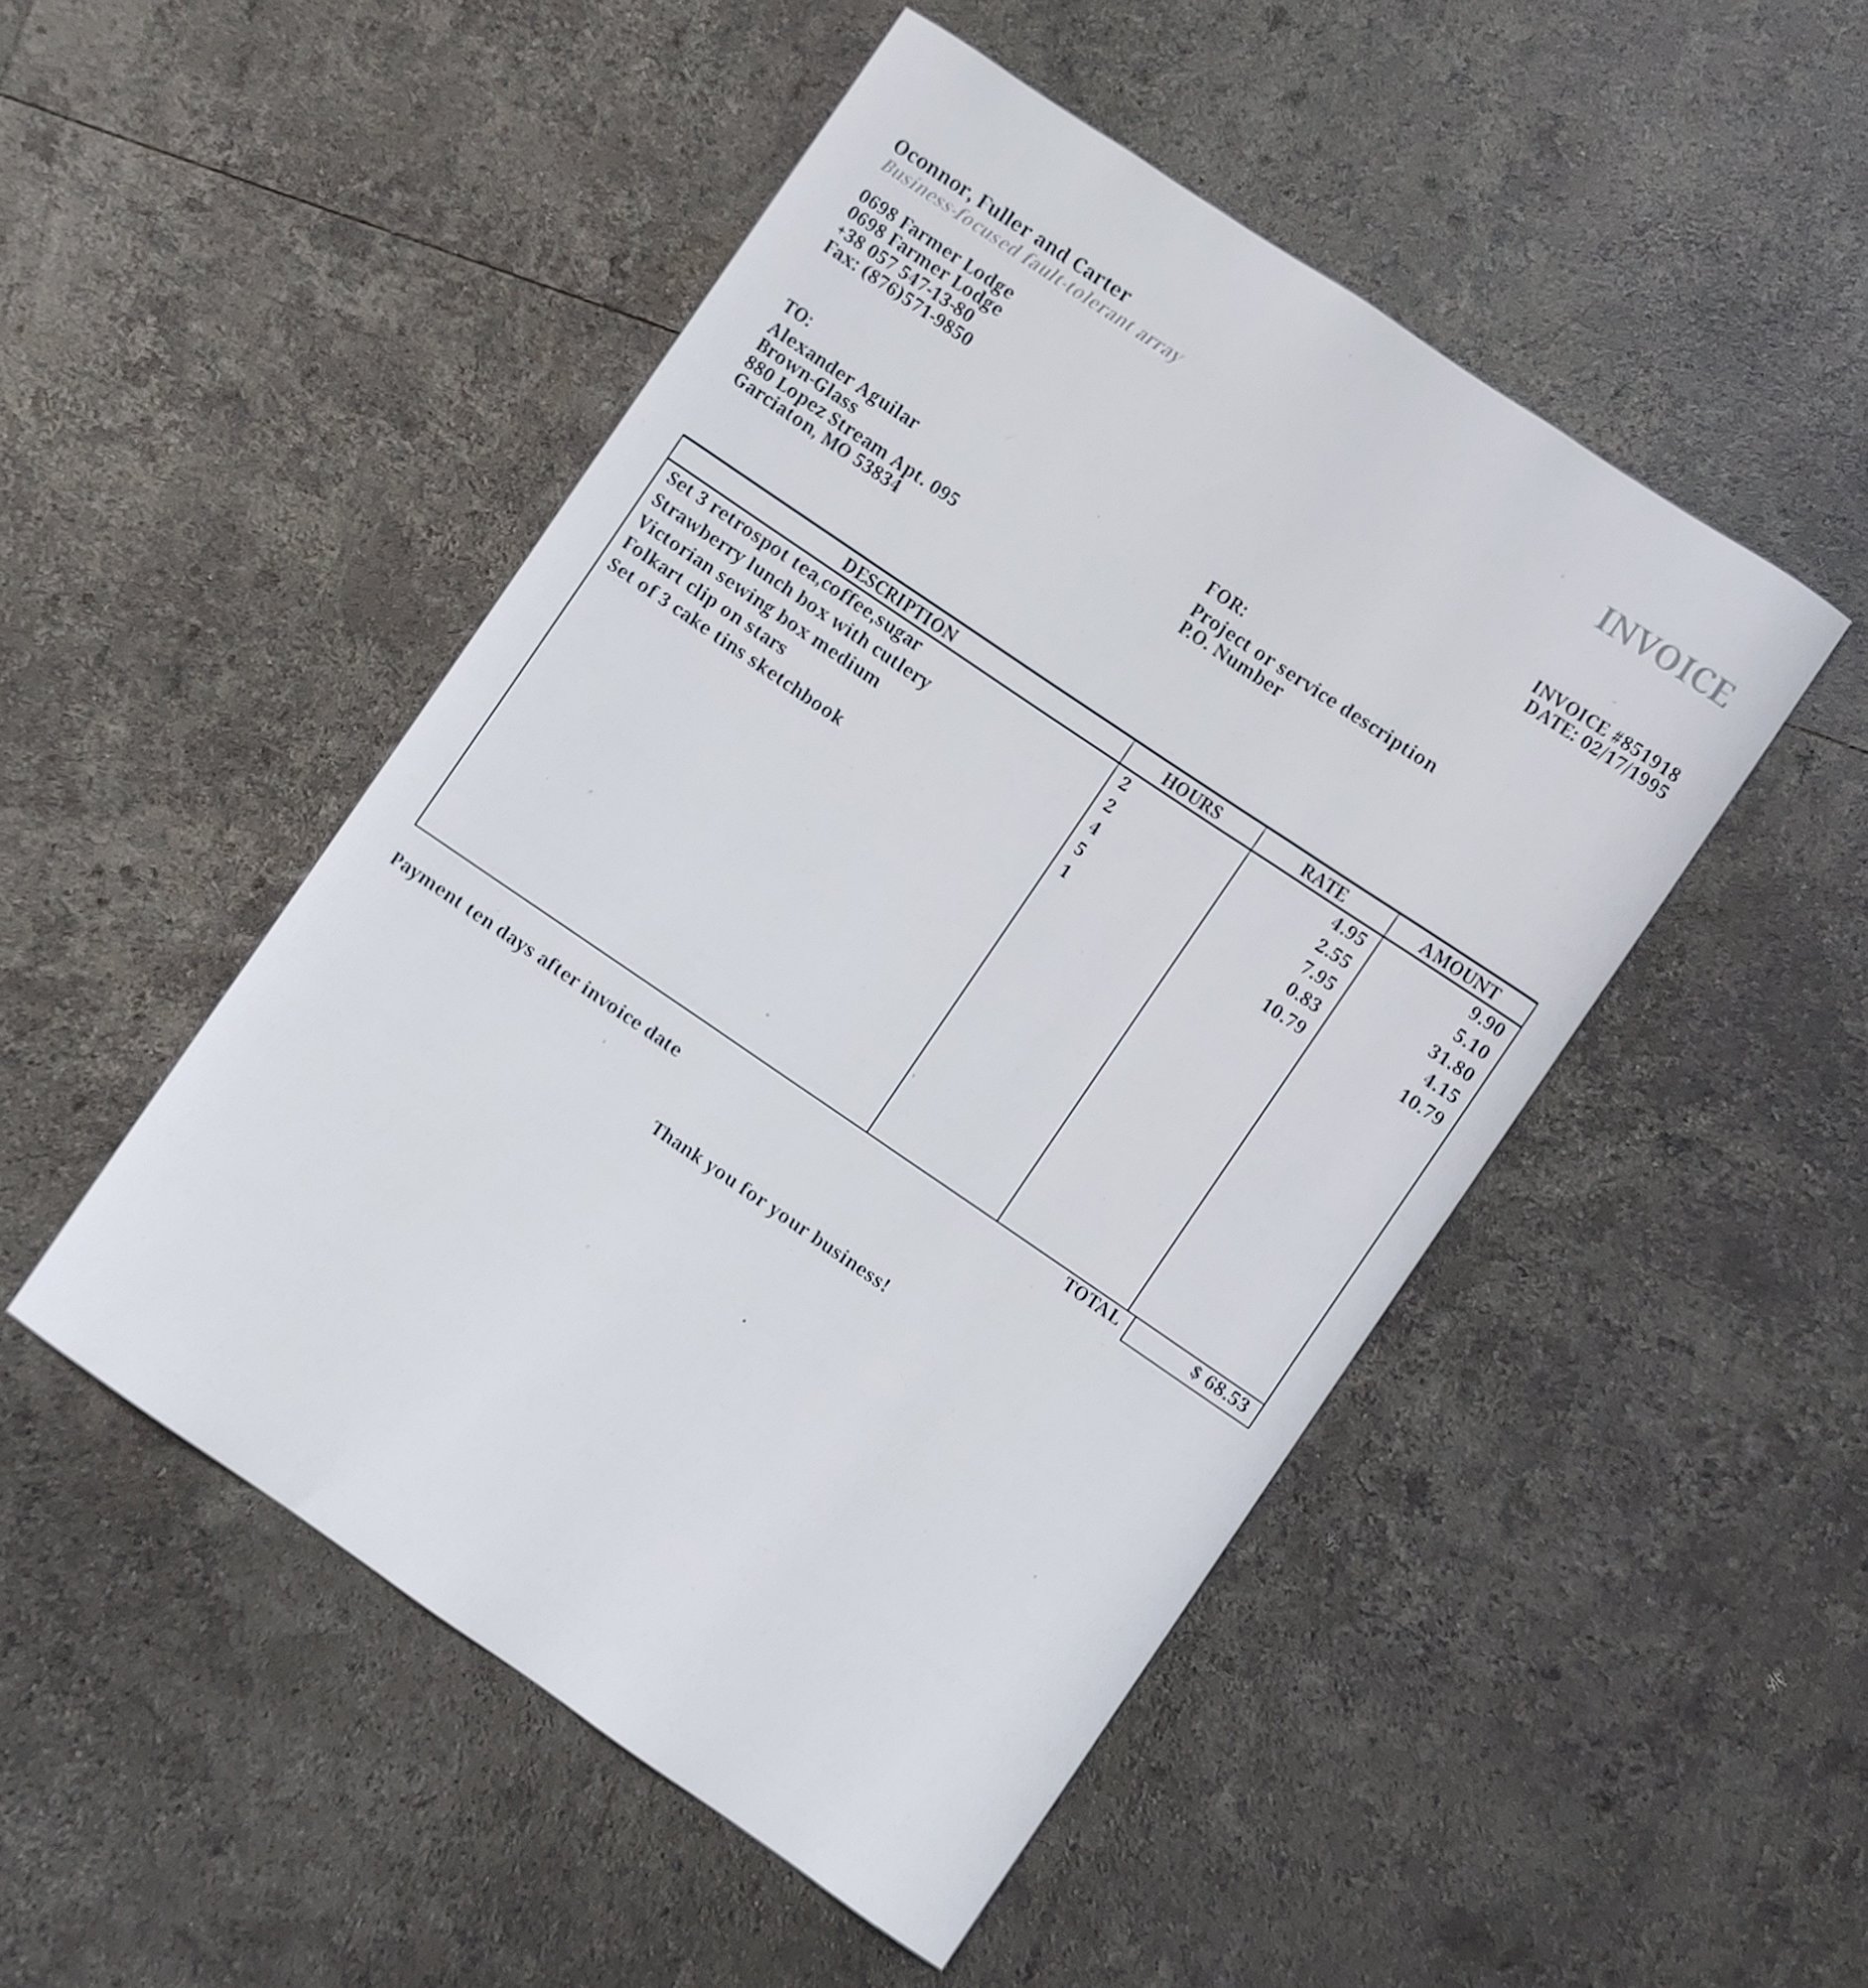 Oconnor, Fuller and Carter
Business-focused fault-tolerant array
INVOICE
0698 Farmer Lodge
0698 Farmer Lodge
+38 057 547-13-80
Fax: (876)571-9850
INVOICE #851918
DATE: 02/17/1995
TO:
Alexander Aguilar
Brown-Glass
880 Lopez Stream Apt. 095
Garciaton, MO 53834
FOR:
Project or service description
P.O. Number
DESCRIPTION HOURS RATE AMOUNT
Set 3 retrospot tea,coffee,sugar 2 4.95 9.90
Strawberry lunch box with cutlery 2 2.55 5.10
Victorian sewing box medium 4 7.95 31.80
Folkart clip on stars 5 0.83 4.15
Set of 3 cake tins sketchbook 1 10.79 10.79
TOTAL $ 68.53
Payment ten days after invoice date
Thank you for your business!